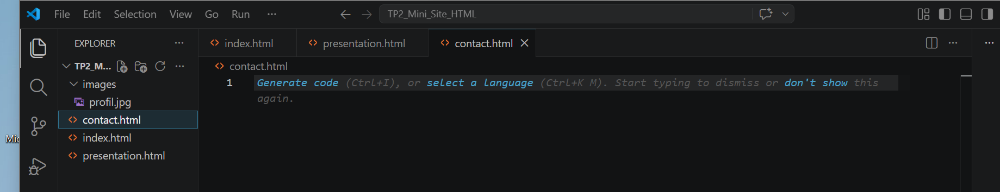 File Edit Selection View Go Run ··· TP2_Mini_Site_HTML
EXPLORER ···
index.html presentation.html contact.html ··· ···
TP2_M... ···
contact.html
images
1 Generate code (Ctrl+I), or select a language (Ctrl+K M). Start typing to dismiss or don't show this
again.
profil.jpg
contact.html
index.html
presentation.html